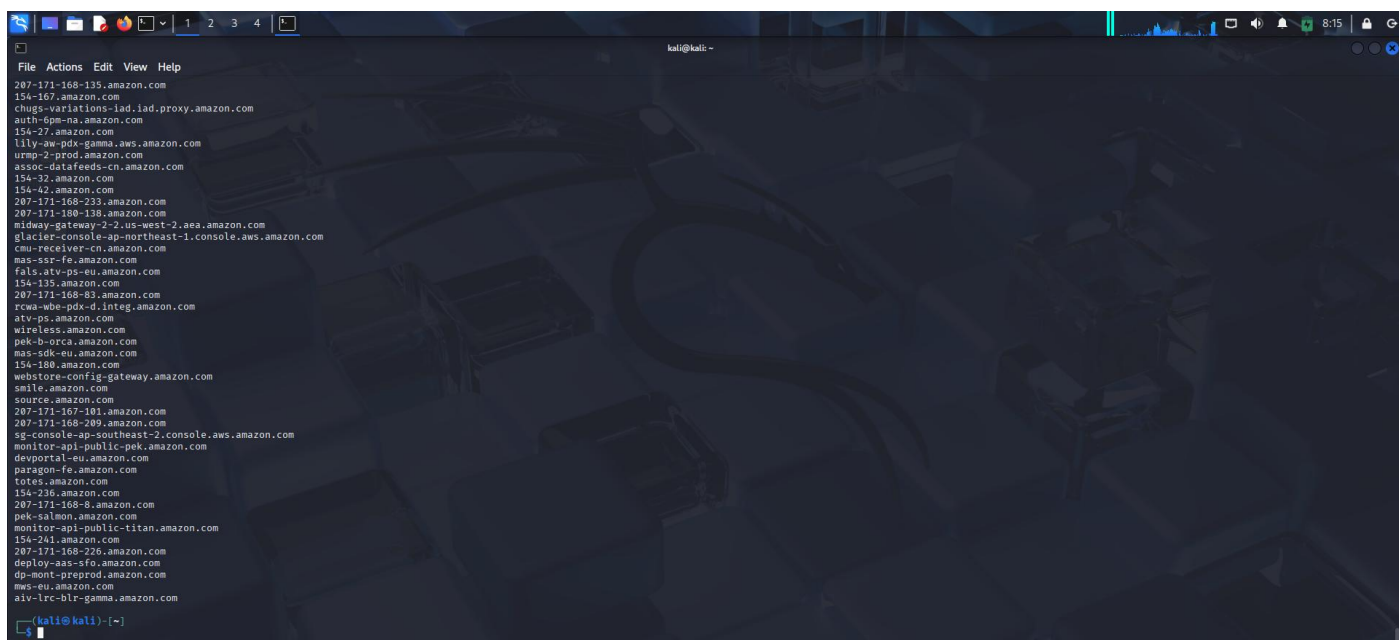 1 2 3 4
8:15
kali@kali: ~
File Actions Edit View Help
207-171-168-135.amazon.com
154-167.amazon.com
chugs-variations-iad.iad.proxy.amazon.com
auth-6pm-na.amazon.com
154-27.amazon.com
lily-aw-pdx-gamma.aws.amazon.com
urmp-2-prod.amazon.com
assoc-datafeeds-cn.amazon.com
154-32.amazon.com
154-42.amazon.com
207-171-168-233.amazon.com
207-171-180-138.amazon.com
midway-gateway-2-2.us-west-2.aea.amazon.com
glacier-console-ap-northeast-1.console.aws.amazon.com
cmu-receiver-cn.amazon.com
mas-ssr-fe.amazon.com
fals.atv-ps-eu.amazon.com
154-135.amazon.com
207-171-168-83.amazon.com
rcwa-wbe-pdx-d.integ.amazon.com
atv-ps.amazon.com
wireless.amazon.com
pek-b-orca.amazon.com
mas-sdk-eu.amazon.com
154-180.amazon.com
webstore-config-gateway.amazon.com
smile.amazon.com
source.amazon.com
207-171-167-101.amazon.com
207-171-168-209.amazon.com
sg-console-ap-southeast-2.console.aws.amazon.com
monitor-api-public-pek.amazon.com
devportal-eu.amazon.com
paragon-fe.amazon.com
totes.amazon.com
154-236.amazon.com
207-171-168-8.amazon.com
pek-salmon.amazon.com
monitor-api-public-titan.amazon.com
154-241.amazon.com
207-171-168-226.amazon.com
deploy-aas-sfo.amazon.com
dp-mont-preprod.amazon.com
mws-eu.amazon.com
aiv-lrc-blr-gamma.amazon.com
┌──(kali㉿kali)-[~]
└─$